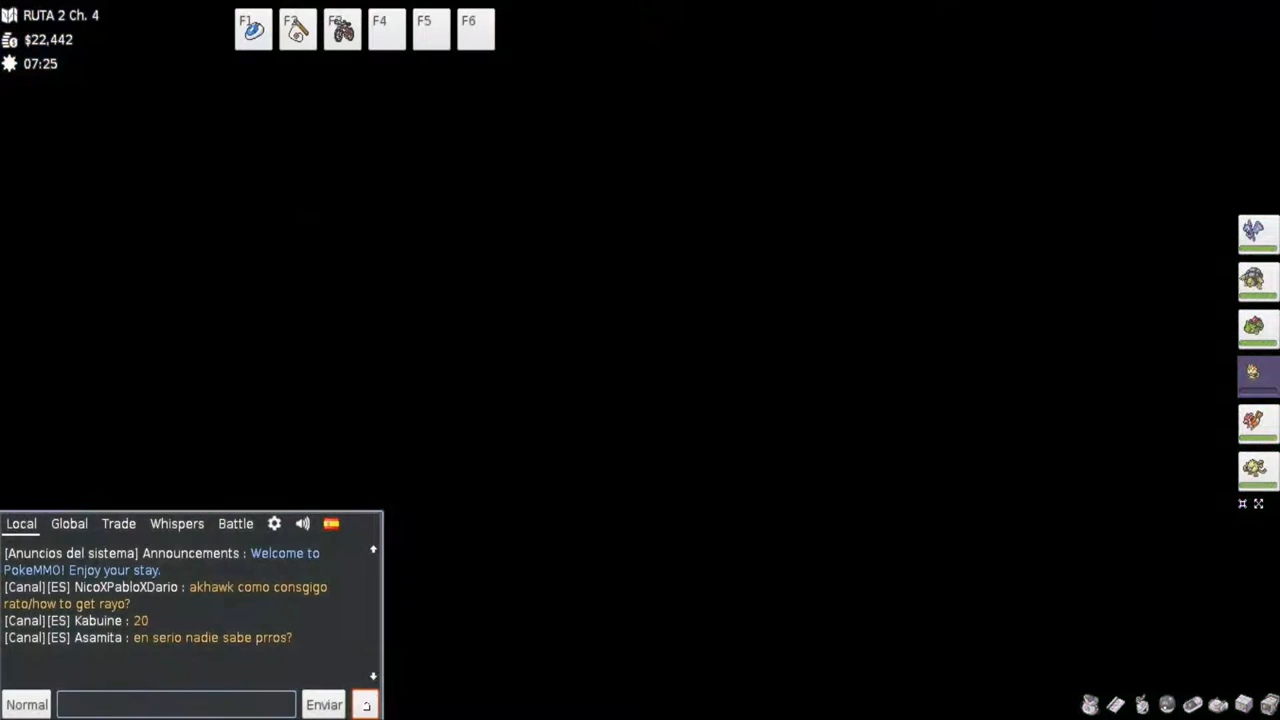 RUTA 2 Ch. 4
$22,442
07:25
F1 F2 F3 F4 F5 F6
Local Global Trade Whispers Battle
[Anuncios del sistema] Announcements : Welcome to
PokeMMO! Enjoy your stay.
[Canal][ES] NicoXPabloXDario : akhawk como consgigo
rato/how to get rayo?
[Canal][ES] Kabuine : 20
[Canal][ES] Asamita : en serio nadie sabe prros?
Normal Enviar